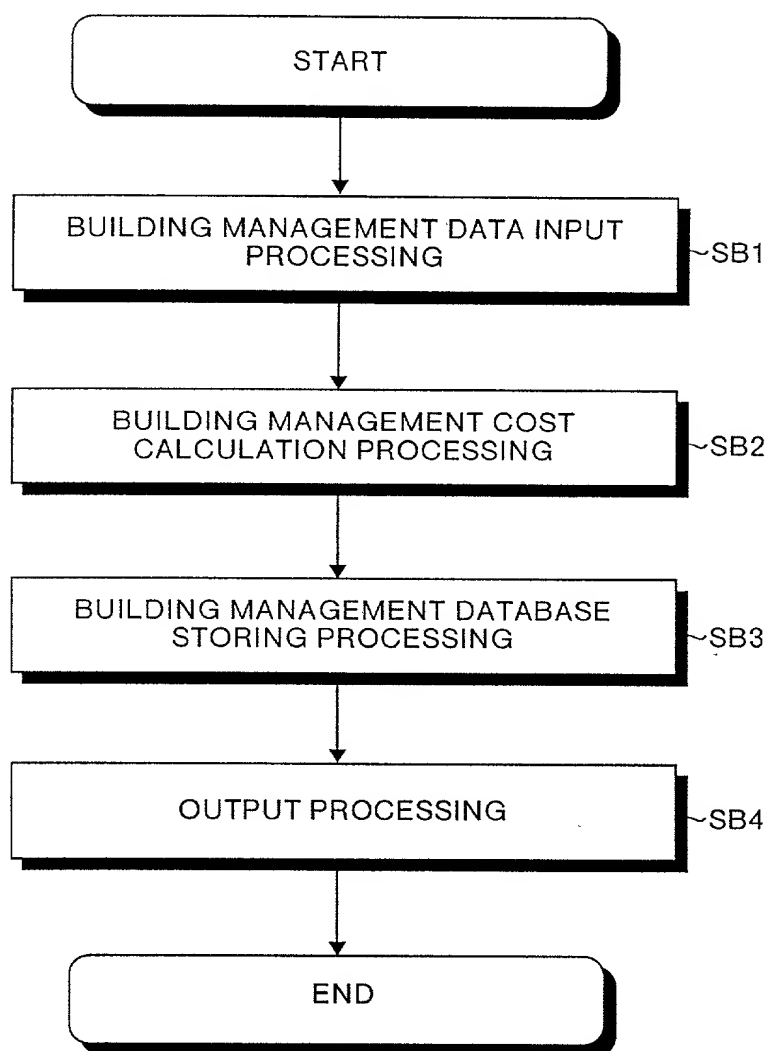 START
BUILDING MANAGEMENT DATA INPUT
PROCESSING
~SB1
BUILDING MANAGEMENT COST
CALCULATION PROCESSING
~SB2
BUILDING MANAGEMENT DATABASE
STORING PROCESSING
~SB3
OUTPUT PROCESSING
~SB4
END